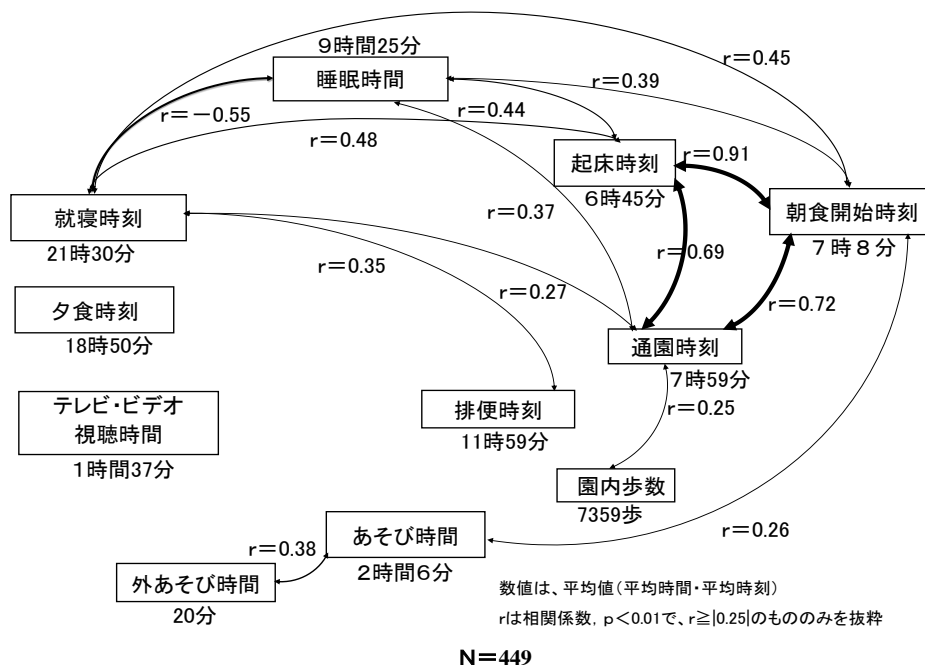 9時間25分
睡眠時間
r＝0.45
r＝0.39
r＝－0.55
r＝0.44
r＝0.48
起床時刻
6時45分
r＝0.91
就寝時刻
21時30分
朝食開始時刻
７時８分
r＝0.37
r＝0.69
r＝0.35
r＝0.27
r＝0.72
夕食時刻
18時50分
通園時刻
７時59分
テレビ・ビデオ
視聴時間
１時間37分
排便時刻
11時59分
r＝0.25
園内歩数
7359歩
あそび時間
２時間６分
r＝0.26
r＝0.38
外あそび時間
20分
数値は、平均値（平均時間・平均時刻）
rは相関係数，p＜0.01で、r≧|0.25|のもののみを抜粋
N＝449